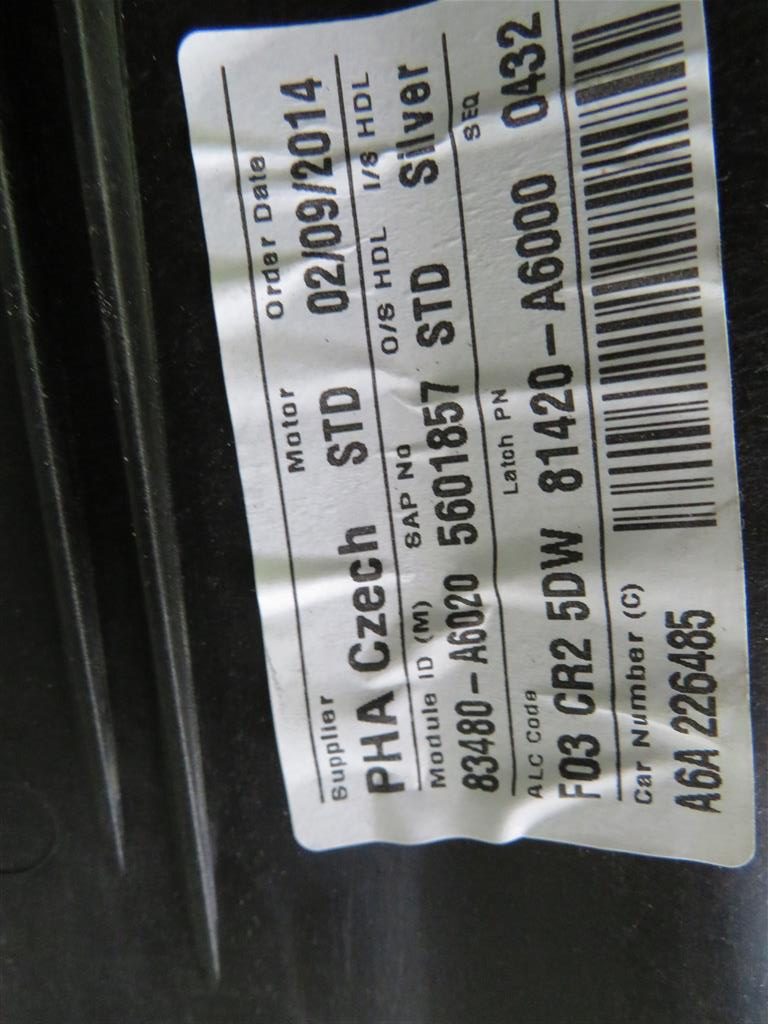 Supplier Motor Order Date
PHA Czech STD 02/09/2014
Module ID (M) SAP No O/S HDL I/S HDL
83480-A6020 5601857 STD Silver
ALC Code Latch PN SEQ
F03 CR2 5DW 81420-A6000 0432
Car Number (C)
A6A 226485